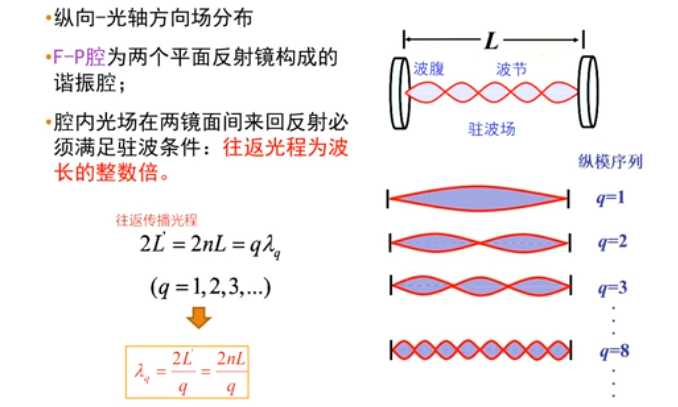 •纵向-光轴方向场分布
•F-P腔为两个平面反射镜构成的
谐振腔；
•腔内光场在两镜面间来回反射必
须满足驻波条件：往返光程为波
长的整数倍。
往返传播光程
2L' = 2nL = qλ_q
(q = 1,2,3,...)
λ_q = 2L'/q = 2nL/q
L
波腹
波节
驻波场
纵模序列
q=1
q=2
q=3
q=8